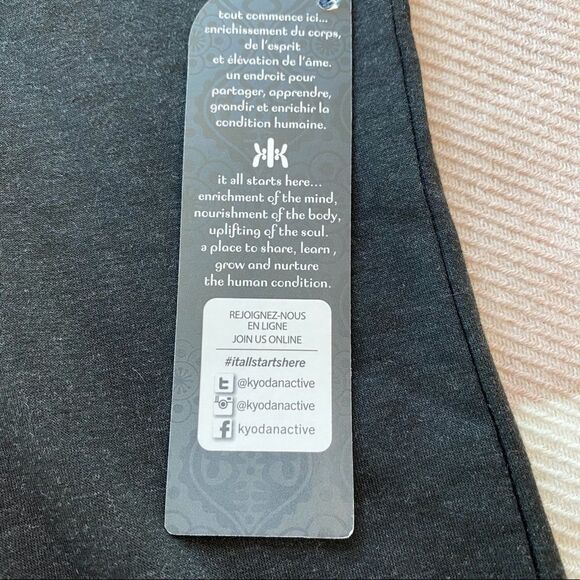 tout commence ici...
enrichissement du corps,
de l'esprit
et élévation de l'âme.
un endroit pour
partager, apprendre,
grandir et enrichir la
condition humaine.
it all starts here...
enrichment of the mind,
nourishment of the body,
uplifting of the soul.
a place to share, learn,
grow and nurture
the human condition.
REJOIGNEZ-NOUS
EN LIGNE
JOIN US ONLINE
#itallstartshere
t @kyodanactive
@kyodanactive
f kyodanactive